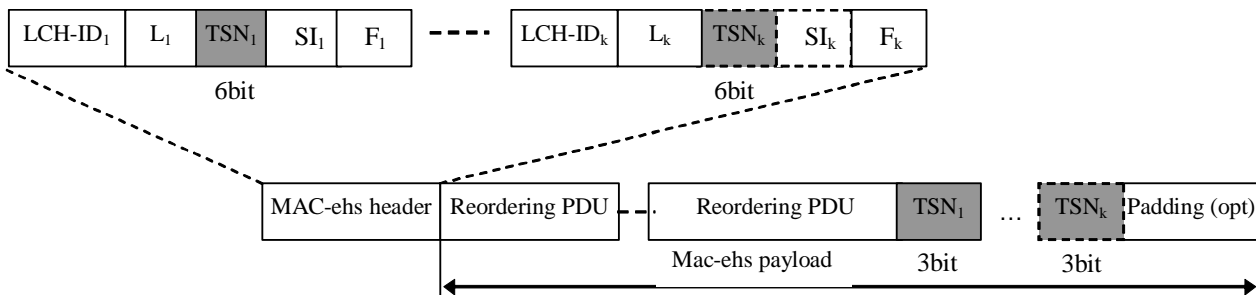 LCH-ID₁ L₁ TSN₁ SI₁ F₁ LCH-IDₖ Lₖ TSNₖ SIₖ Fₖ
6bit 6bit
MAC-ehs header Reordering PDU Reordering PDU TSN₁ ... TSNₖ Padding (opt)
Mac-ehs payload 3bit 3bit